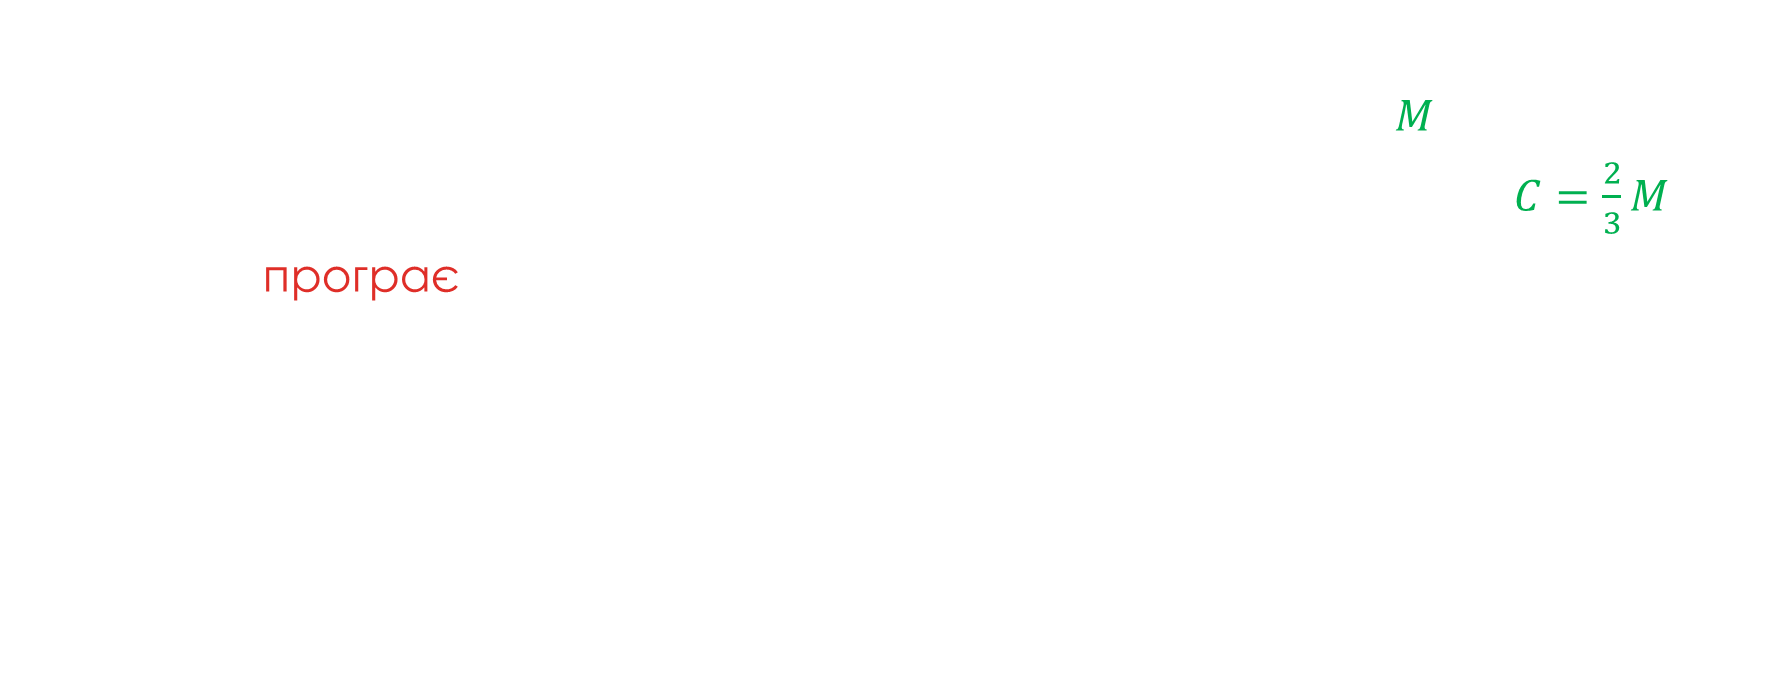 M
C = 2/3 M
програє